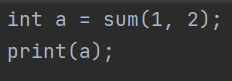 int a = sum(1, 2);
print(a);